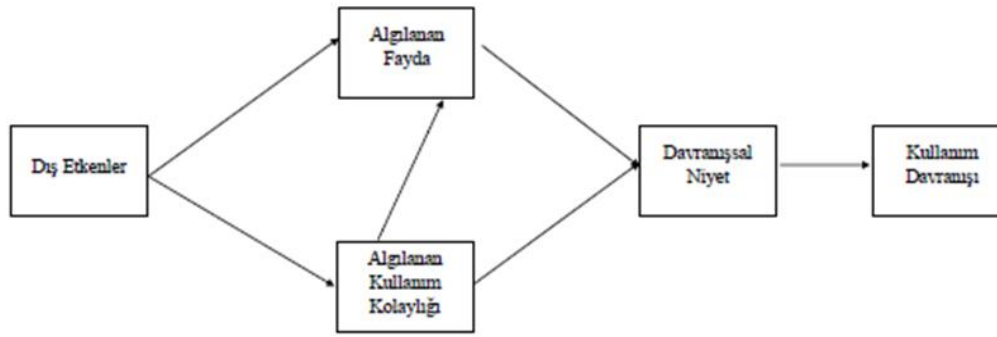 Algılanan
Fayda
Dış Etkenler
Davranışsal
Niyet
Kullanım
Davranışı
Algılanan
Kullanım
Kolaylığı